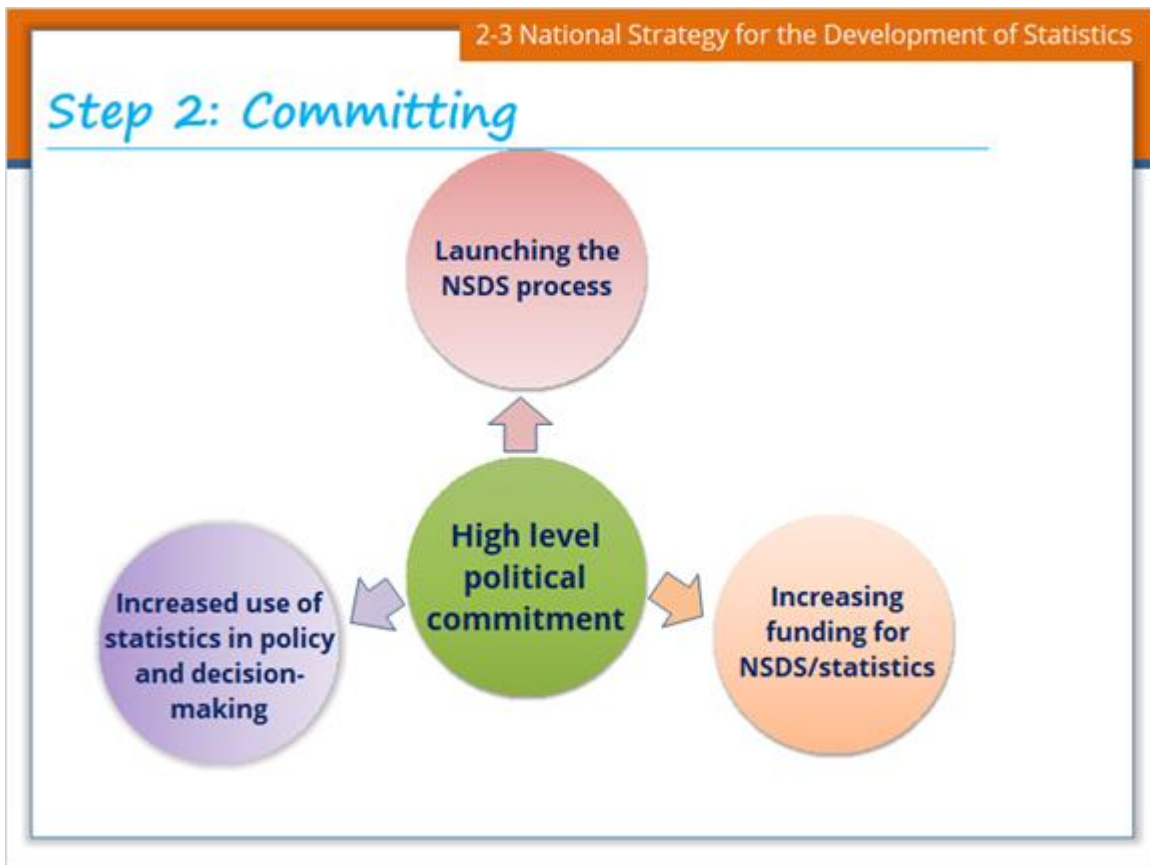 2-3 National Strategy for the Development of Statistics
Step 2: Committing
Launching the
NSDS process
High level
political
commitment
Increased use of
statistics in policy
and decision-
making
Increasing
funding for
NSDS/statistics